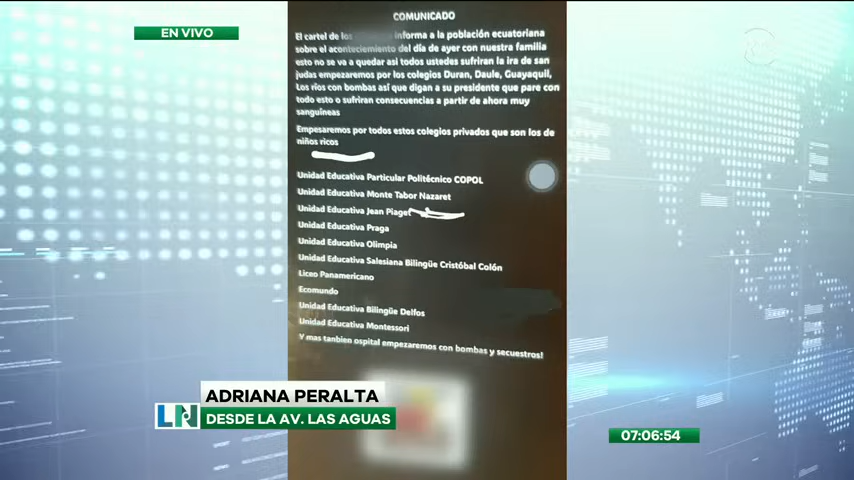 EN VIVO
COMUNICADO
El cartel de los informa a la población ecuatoriana
sobre el aconteciemiento del día de ayer con nuestra familia
esto no se va a quedar asi todos ustedes sufriran la ira de san
judas empezaremos por los colegios Duran, Daule, Guayaquil,
Los ríos con bombas así que digan a su presidente que pare con
todo esto o sufriran consecuencias a partir de ahora muy
sanguineas
Empesaremos por todos estos colegios privados que son los de
niños ricos
Unidad Educativa Particular Politécnico COPOL
Unidad Educativa Monte Tabor Nazaret
Unidad Educativa Jean Piaget
Unidad Educativa Praga
Unidad Educativa Olimpia
Unidad Educativa Salesiana Bilingüe Cristóbal Colón
Liceo Panamericano
Ecomundo
Unidad Educativa Bilingüe Delfos
Unidad Educativa Montessori
Y mas tanbien ospital empezaremos con bombas y secuestros!
ADRIANA PERALTA
LN
DESDE LA AV. LAS AGUAS
07:06:54